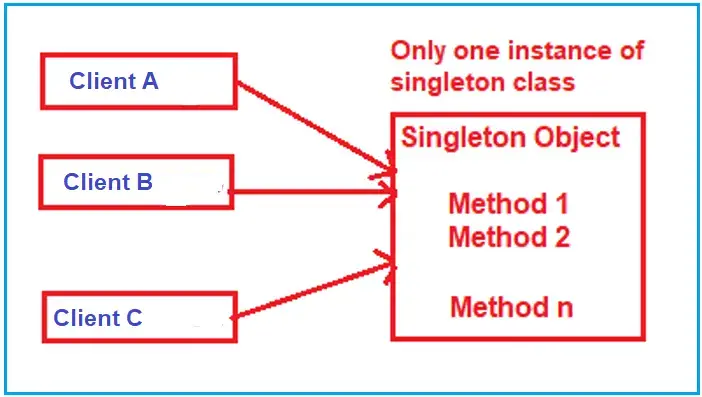 Client A
Client B
Client C
Only one instance of
singleton class
Singleton Object
Method 1
Method 2
Method n